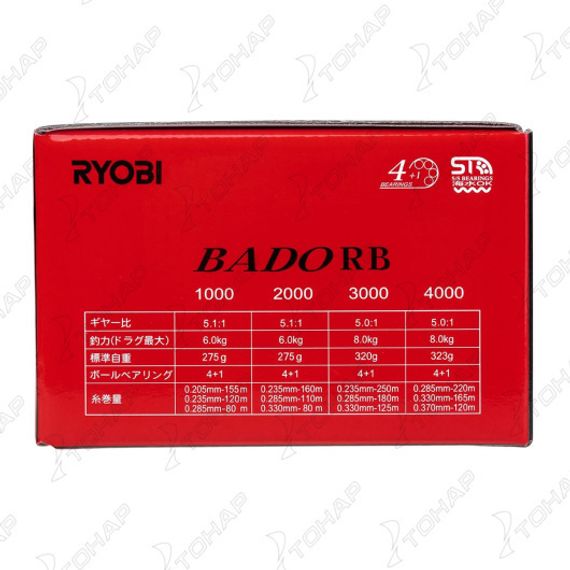 RYOBI
4+1
BEARINGS
STR
S/S BEARINGS
海水OK
BADO RB
1000 2000 3000 4000
ギヤー比 5.1:1 5.1:1 5.0:1 5.0:1
釣力(ドラグ最大) 6.0kg 6.0kg 8.0kg 8.0kg
標準自重 275g 275g 320g 323g
ボールベアリング 4+1 4+1 4+1 4+1
糸巻量 0.205mm-155m 0.235mm-160m 0.235mm-250m 0.285mm-220m
0.235mm-120m 0.285mm-110m 0.285mm-180m 0.330mm-165m
0.285mm-80 m 0.330mm-80 m 0.330mm-125m 0.370mm-120m
ТОНАР